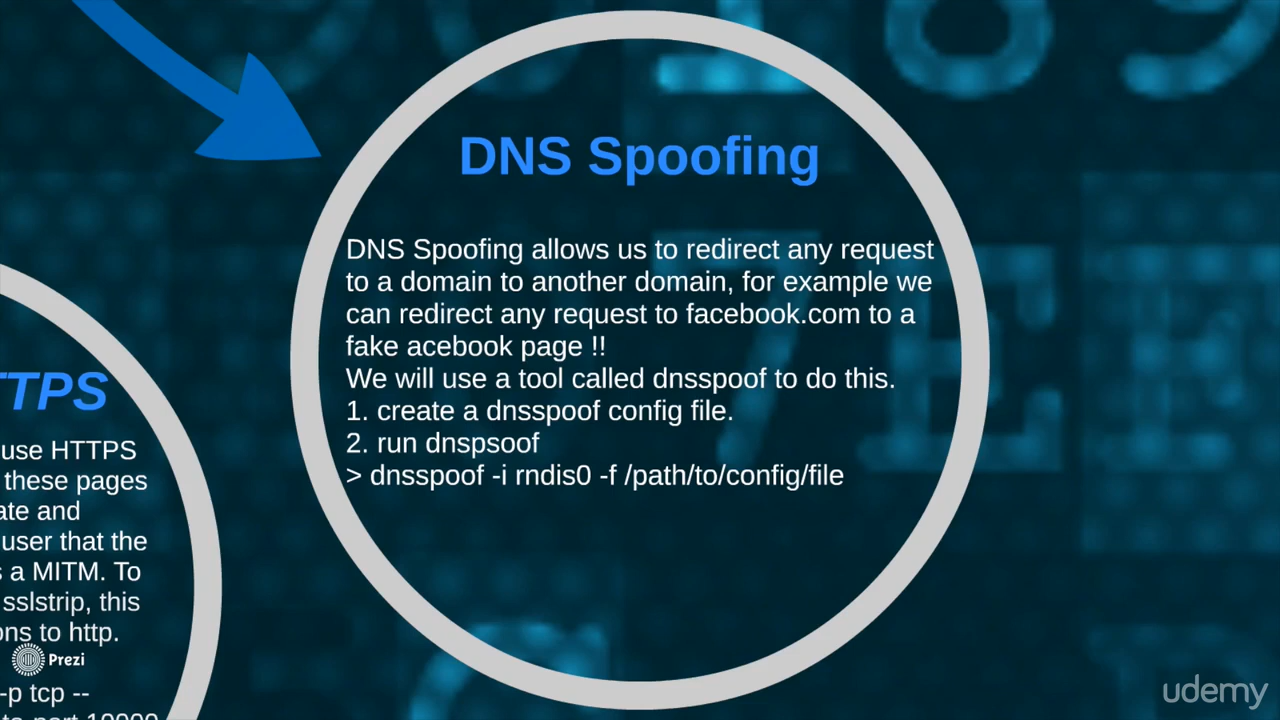 DNS Spoofing
DNS Spoofing allows us to redirect any request
to a domain to another domain, for example we
can redirect any request to facebook.com to a
fake acebook page !!
We will use a tool called dnsspoof to do this.
1. create a dnsspoof config file.
2. run dnspsoof
> dnsspoof -i rndis0 -f /path/to/config/file
TTPS
use HTTPS
these pages
ate and
user that the
s a MITM. To
sslstrip, this
ons to http.
Prezi
-p tcp --
to-port 10000
udemy